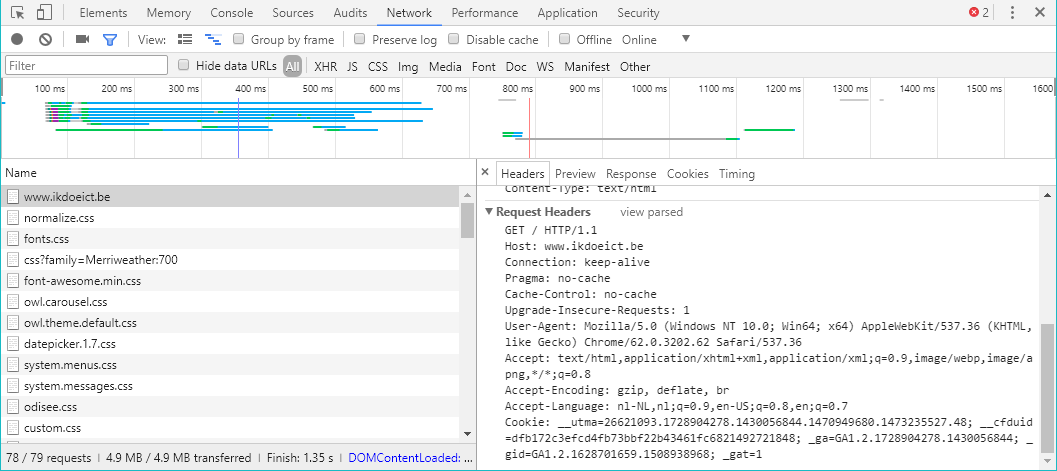 Elements Memory Console Sources Audits Network Performance Application Security 2
View: Group by frame Preserve log Disable cache Offline Online
Filter Hide data URLs All XHR JS CSS Img Media Font Doc WS Manifest Other
100 ms 200 ms 300 ms 400 ms 500 ms 600 ms 700 ms 800 ms 900 ms 1000 ms 1100 ms 1200 ms 1300 ms 1400 ms 1500 ms 1600
Name
www.ikdoeict.be
normalize.css
fonts.css
css?family=Merriweather:700
font-awesome.min.css
owl.carousel.css
owl.theme.default.css
datepicker.1.7.css
system.menus.css
system.messages.css
odisee.css
custom.css
78 / 79 requests | 4.9 MB / 4.9 MB transferred | Finish: 1.35 s | DOMContentLoaded: ...
Headers Preview Response Cookies Timing
Content-Type: text/html
Request Headers view parsed
GET / HTTP/1.1
Host: www.ikdoeict.be
Connection: keep-alive
Pragma: no-cache
Cache-Control: no-cache
Upgrade-Insecure-Requests: 1
User-Agent: Mozilla/5.0 (Windows NT 10.0; Win64; x64) AppleWebKit/537.36 (KHTML,
like Gecko) Chrome/62.0.3202.62 Safari/537.36
Accept: text/html,application/xhtml+xml,application/xml;q=0.9,image/webp,image/a
png,*/*;q=0.8
Accept-Encoding: gzip, deflate, br
Accept-Language: nl-NL,nl;q=0.9,en-US;q=0.8,en;q=0.7
Cookie: __utma=26621093.1728904278.1430056844.1470949680.1473235527.48; __cfduid
=dfb172c3efcd4fb73bbf22b43461fc6821492721848; _ga=GA1.2.1728904278.1430056844; _
gid=GA1.2.1628701659.1508938968; _gat=1